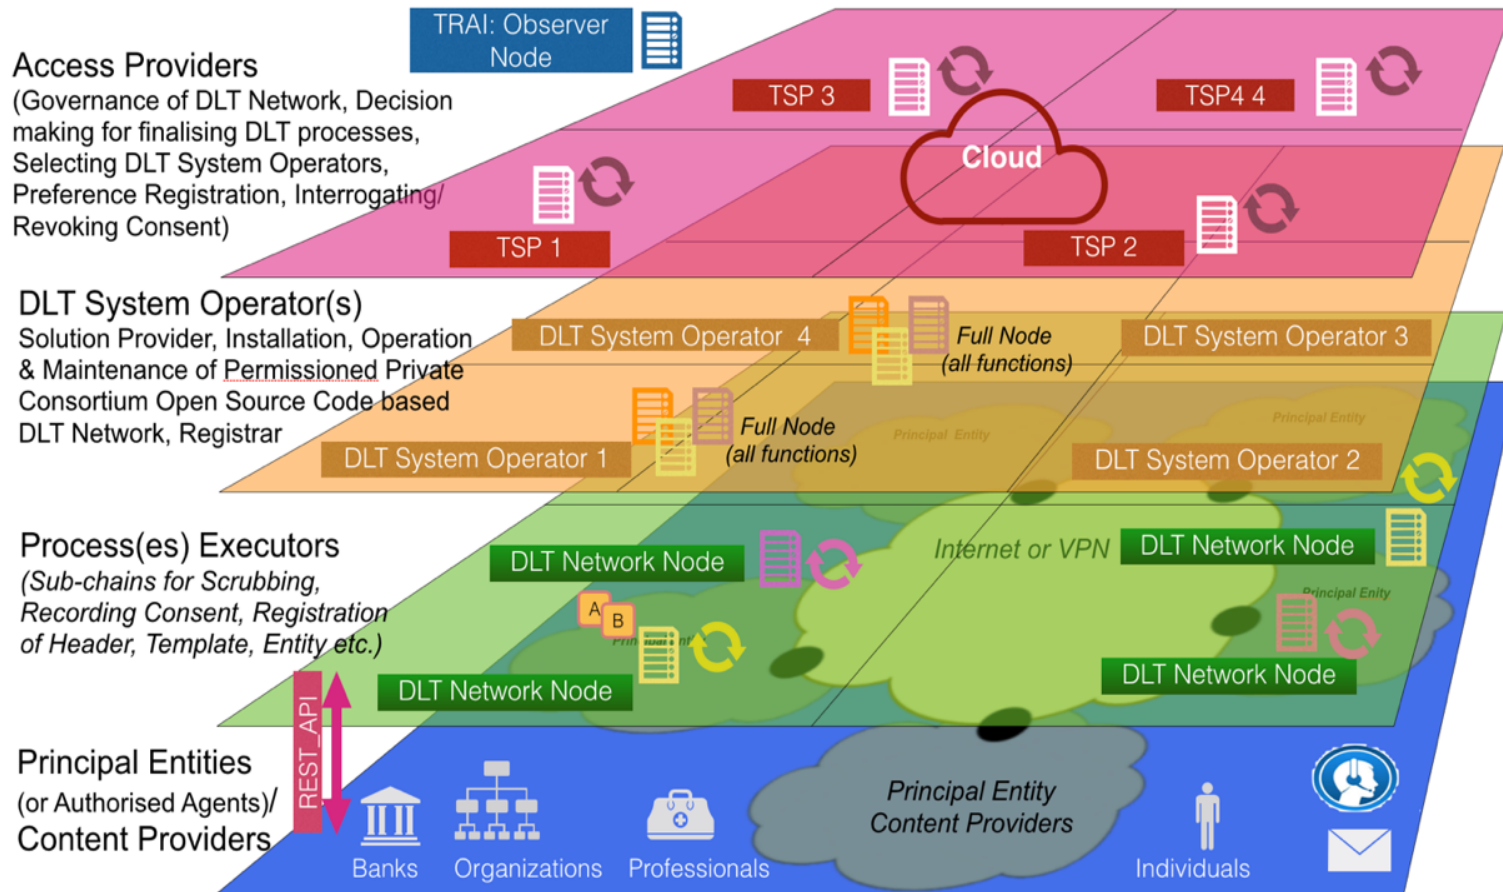 TRAI: Observer
Node
Access Providers
(Governance of DLT Network, Decision
making for finalising DLT processes,
Selecting DLT System Operators,
Preference Registration, Interrogating/
Revoking Consent)
TSP 3
TSP4 4
Cloud
TSP 1
TSP 2
DLT System Operator(s)
Solution Provider, Installation, Operation
& Maintenance of Permissioned Private
Consortium Open Source Code based
DLT Network, Registrar
DLT System Operator 4
Full Node
(all functions)
DLT System Operator 3
DLT System Operator 1
Full Node
(all functions)
Principal Entity
Principal Entity
DLT System Operator 2
Process(es) Executors
(Sub-chains for Scrubbing,
Recording Consent, Registration
of Header, Template, Entity etc.)
DLT Network Node
Internet or VPN
DLT Network Node
A
B
Principal Entity
Principal Enity
DLT Network Node
DLT Network Node
REST_API
Principal Entities
(or Authorised Agents)/
Content Providers
Principal Entity
Content Providers
Banks
Organizations
Professionals
Individuals